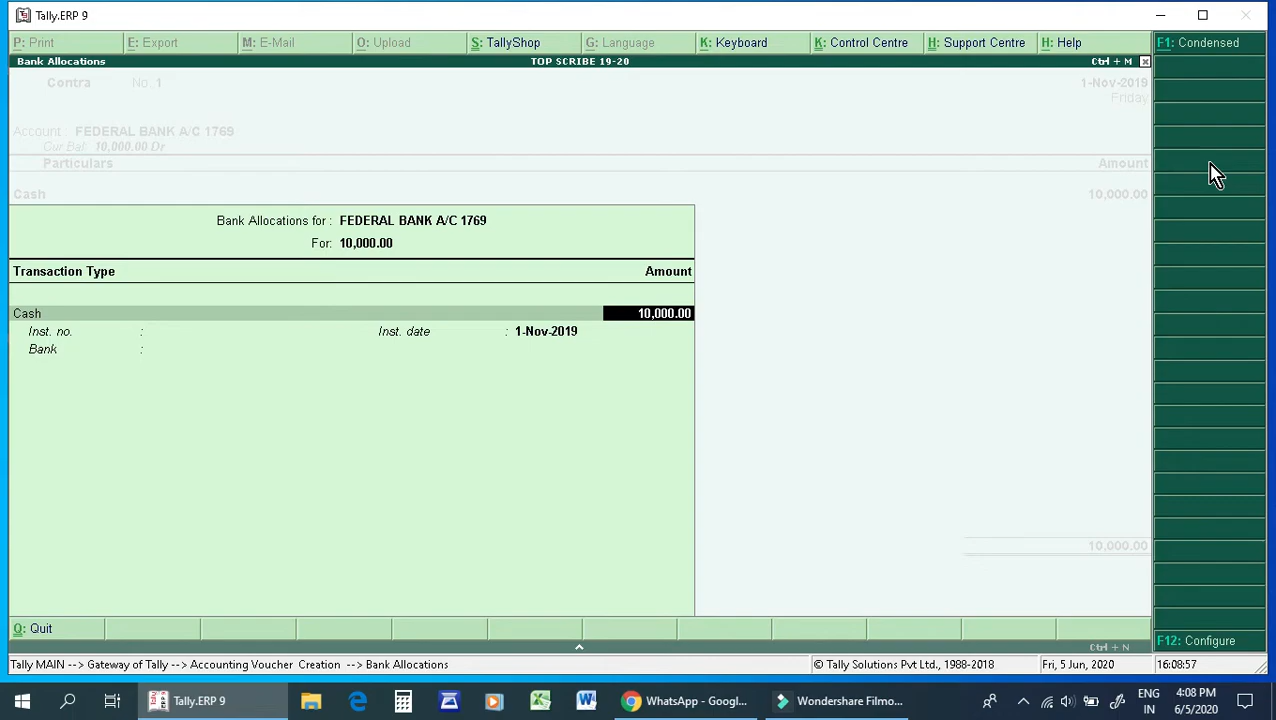 Tally.ERP 9
P: Print E: Export M: E-Mail O: Upload S: TallyShop G: Language K: Keyboard K: Control Centre H: Support Centre H: Help F1: Condensed
Bank Allocations TOP SCRIBE 19-20 Ctrl + M
Contra No. 1 1-Nov-2019
Friday
Account : FEDERAL BANK A/C 1769
Cur Bal: 10,000.00 Dr
Particulars Amount
Cash 10,000.00
Bank Allocations for : FEDERAL BANK A/C 1769
For: 10,000.00
Transaction Type Amount
Cash 10,000.00
Inst. no. : Inst. date : 1-Nov-2019
Bank :
10,000.00
Q: Quit
Ctrl + N
F12: Configure
Tally MAIN --> Gateway of Tally --> Accounting Voucher Creation --> Bank Allocations © Tally Solutions Pvt Ltd., 1988-2018 Fri, 5 Jun, 2020 16:08:57
Tally.ERP 9 WhatsApp - Googl... Wondershare Filmo... ENG 4:08 PM
IN 6/5/2020